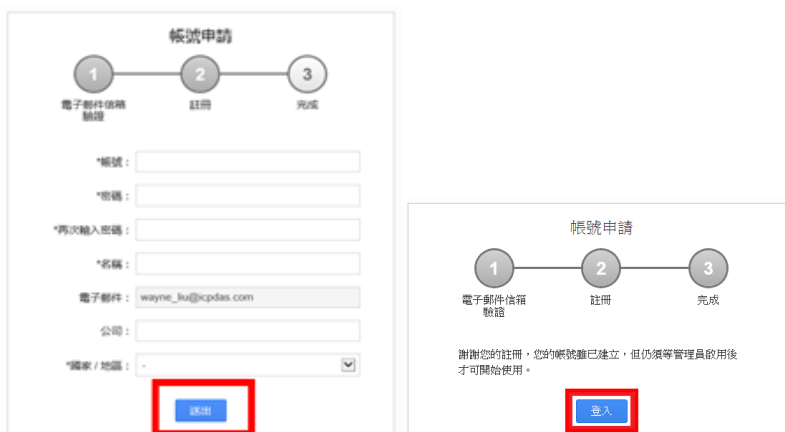 帳號申請
1
2
3
電子郵件信箱
驗證
註冊
完成
*帳號：
*密碼：
*再次輸入密碼：
*名稱：
電子郵件： wayne_liu@icpdas.com
公司：
*國家 / 地區： -
送出
帳號申請
1
2
3
電子郵件信箱
驗證
註冊
完成
謝謝您的註冊，您的帳號雖已建立，但仍須等管理員啟用後
才可開始使用。
登入